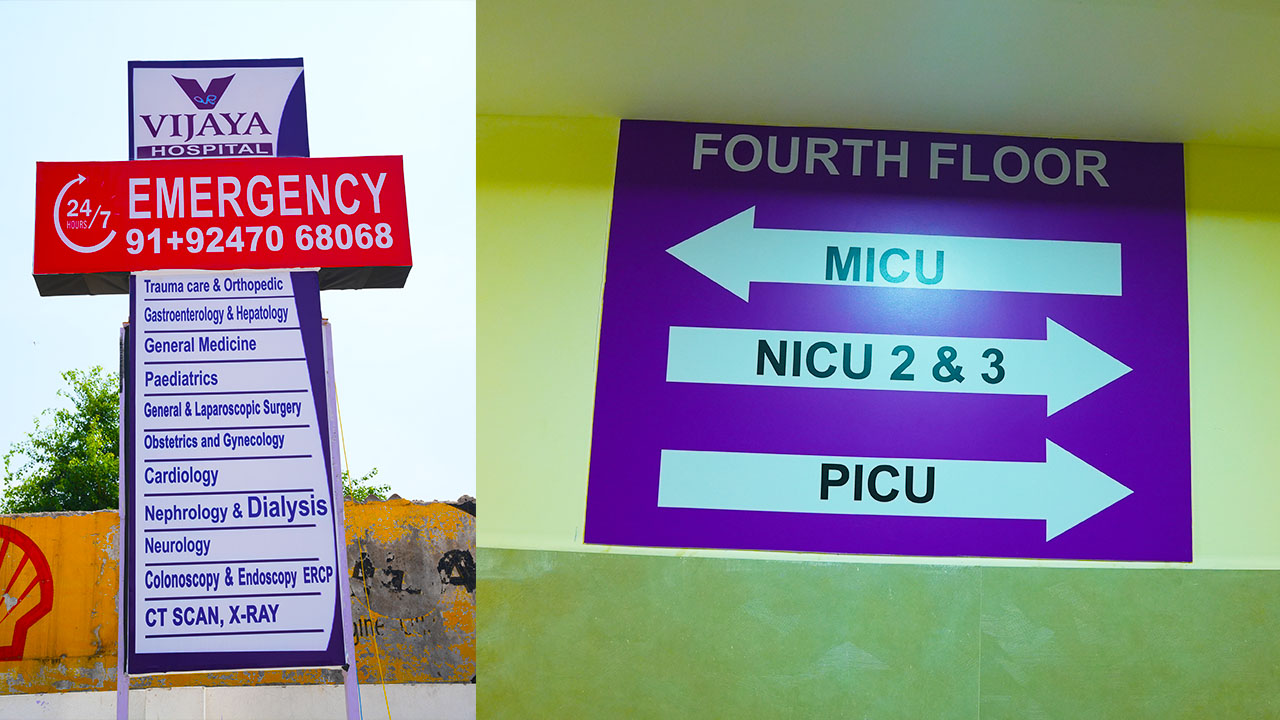 VIJAYA
HOSPITAL
24/7
HOURS
EMERGENCY
91+92470 68068
Trauma care & Orthopedic
Gastroenterology & Hepatology
General Medicine
Paediatrics
General & Laparoscopic Surgery
Obstetrics and Gynecology
Cardiology
Nephrology & Dialysis
Neurology
Colonoscopy & Endoscopy ERCP
CT SCAN, X-RAY
FOURTH FLOOR
MICU
NICU 2 & 3
PICU